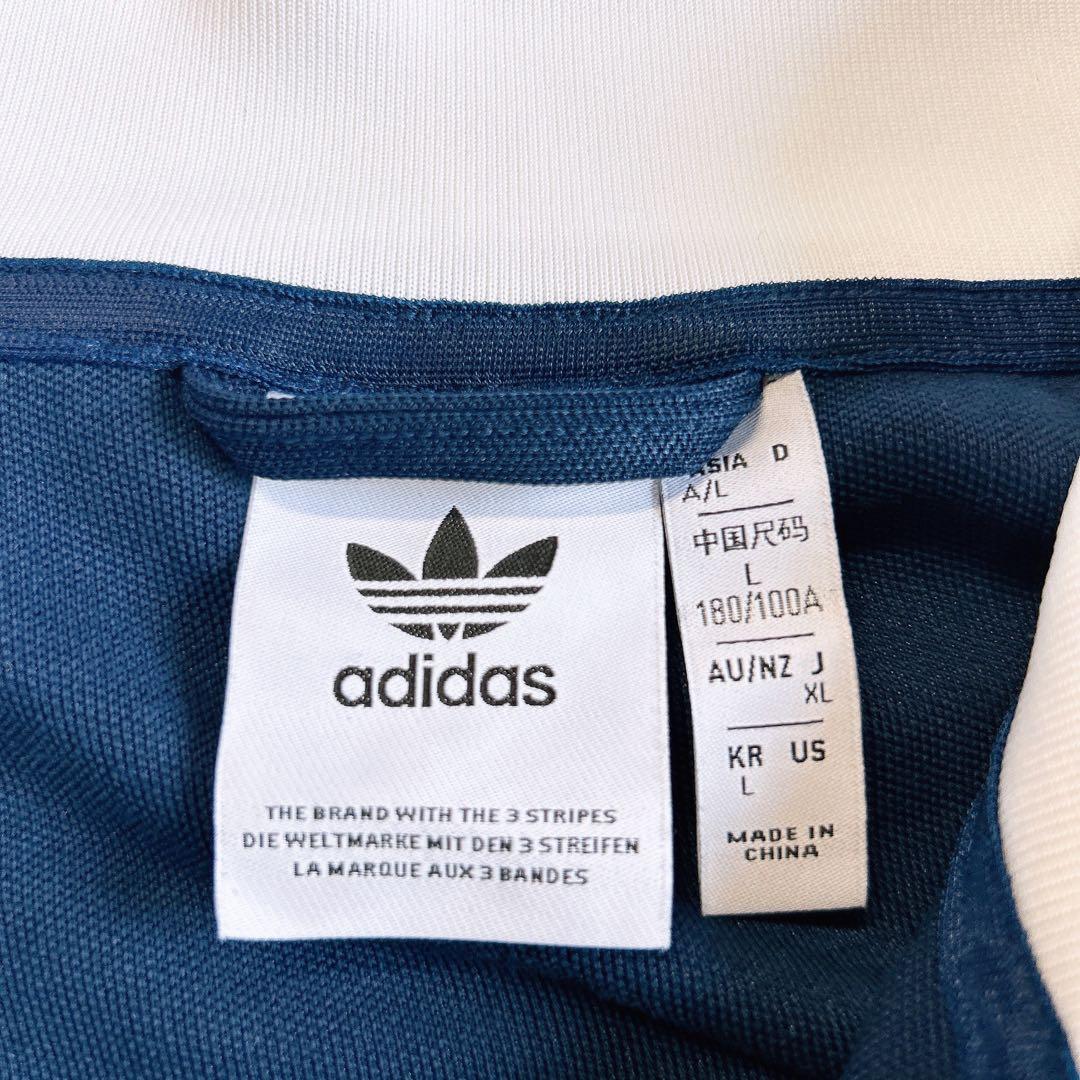 adidas
THE BRAND WITH THE 3 STRIPES
DIE WELTMARKE MIT DEN 3 STREIFEN
LA MARQUE AUX 3 BANDES
ASIA D
A/L
中国尺码
L
180/100A
AU/NZ J
XL
KR US
L
MADE IN
CHINA